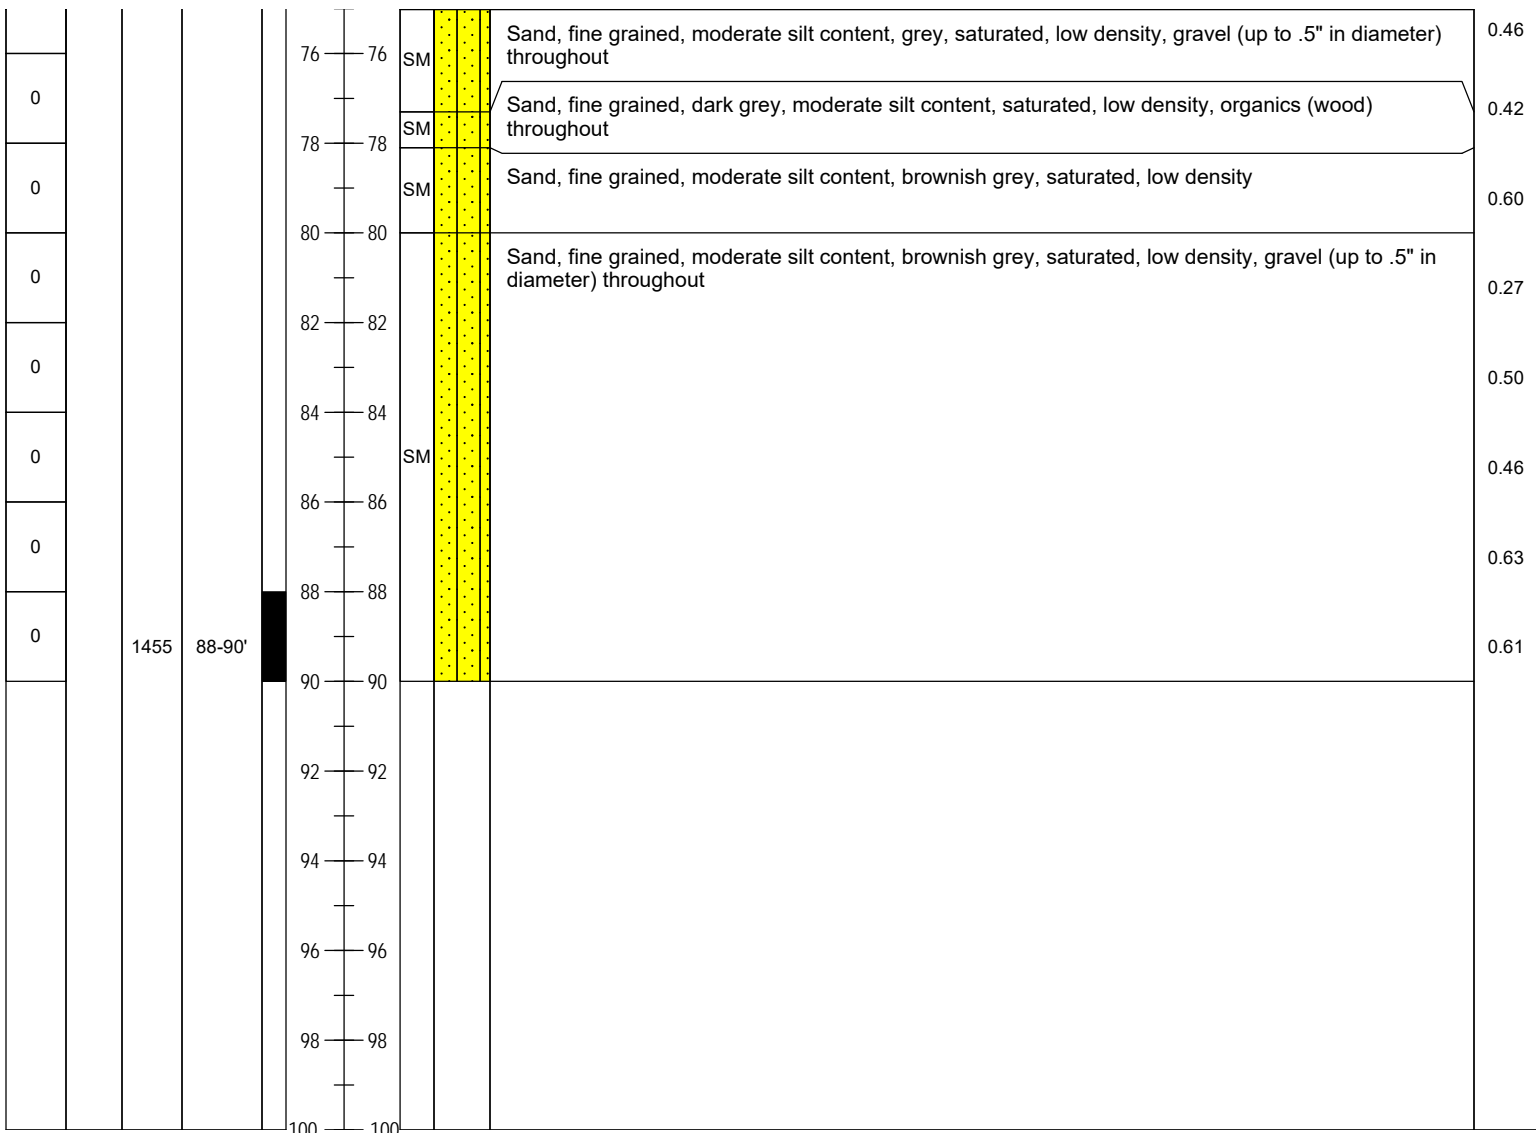 Sand, fine grained, moderate silt content, grey, saturated, low density, gravel (up to .5" in diameter) 0.46
76 76 SM throughout
0 Sand, fine grained, dark grey, moderate silt content, saturated, low density, organics (wood) 0.42
SM throughout
78 78
0 SM Sand, fine grained, moderate silt content, brownish grey, saturated, low density 0.60
80 80
Sand, fine grained, moderate silt content, brownish grey, saturated, low density, gravel (up to .5" in
0 diameter) throughout 0.27
82 82
0 0.50
84 84
0 SM 0.46
86 86
0 0.63
88 88
0 1455 88-90' 0.61
90 90
92 92
94 94
96 96
98 98
100 100